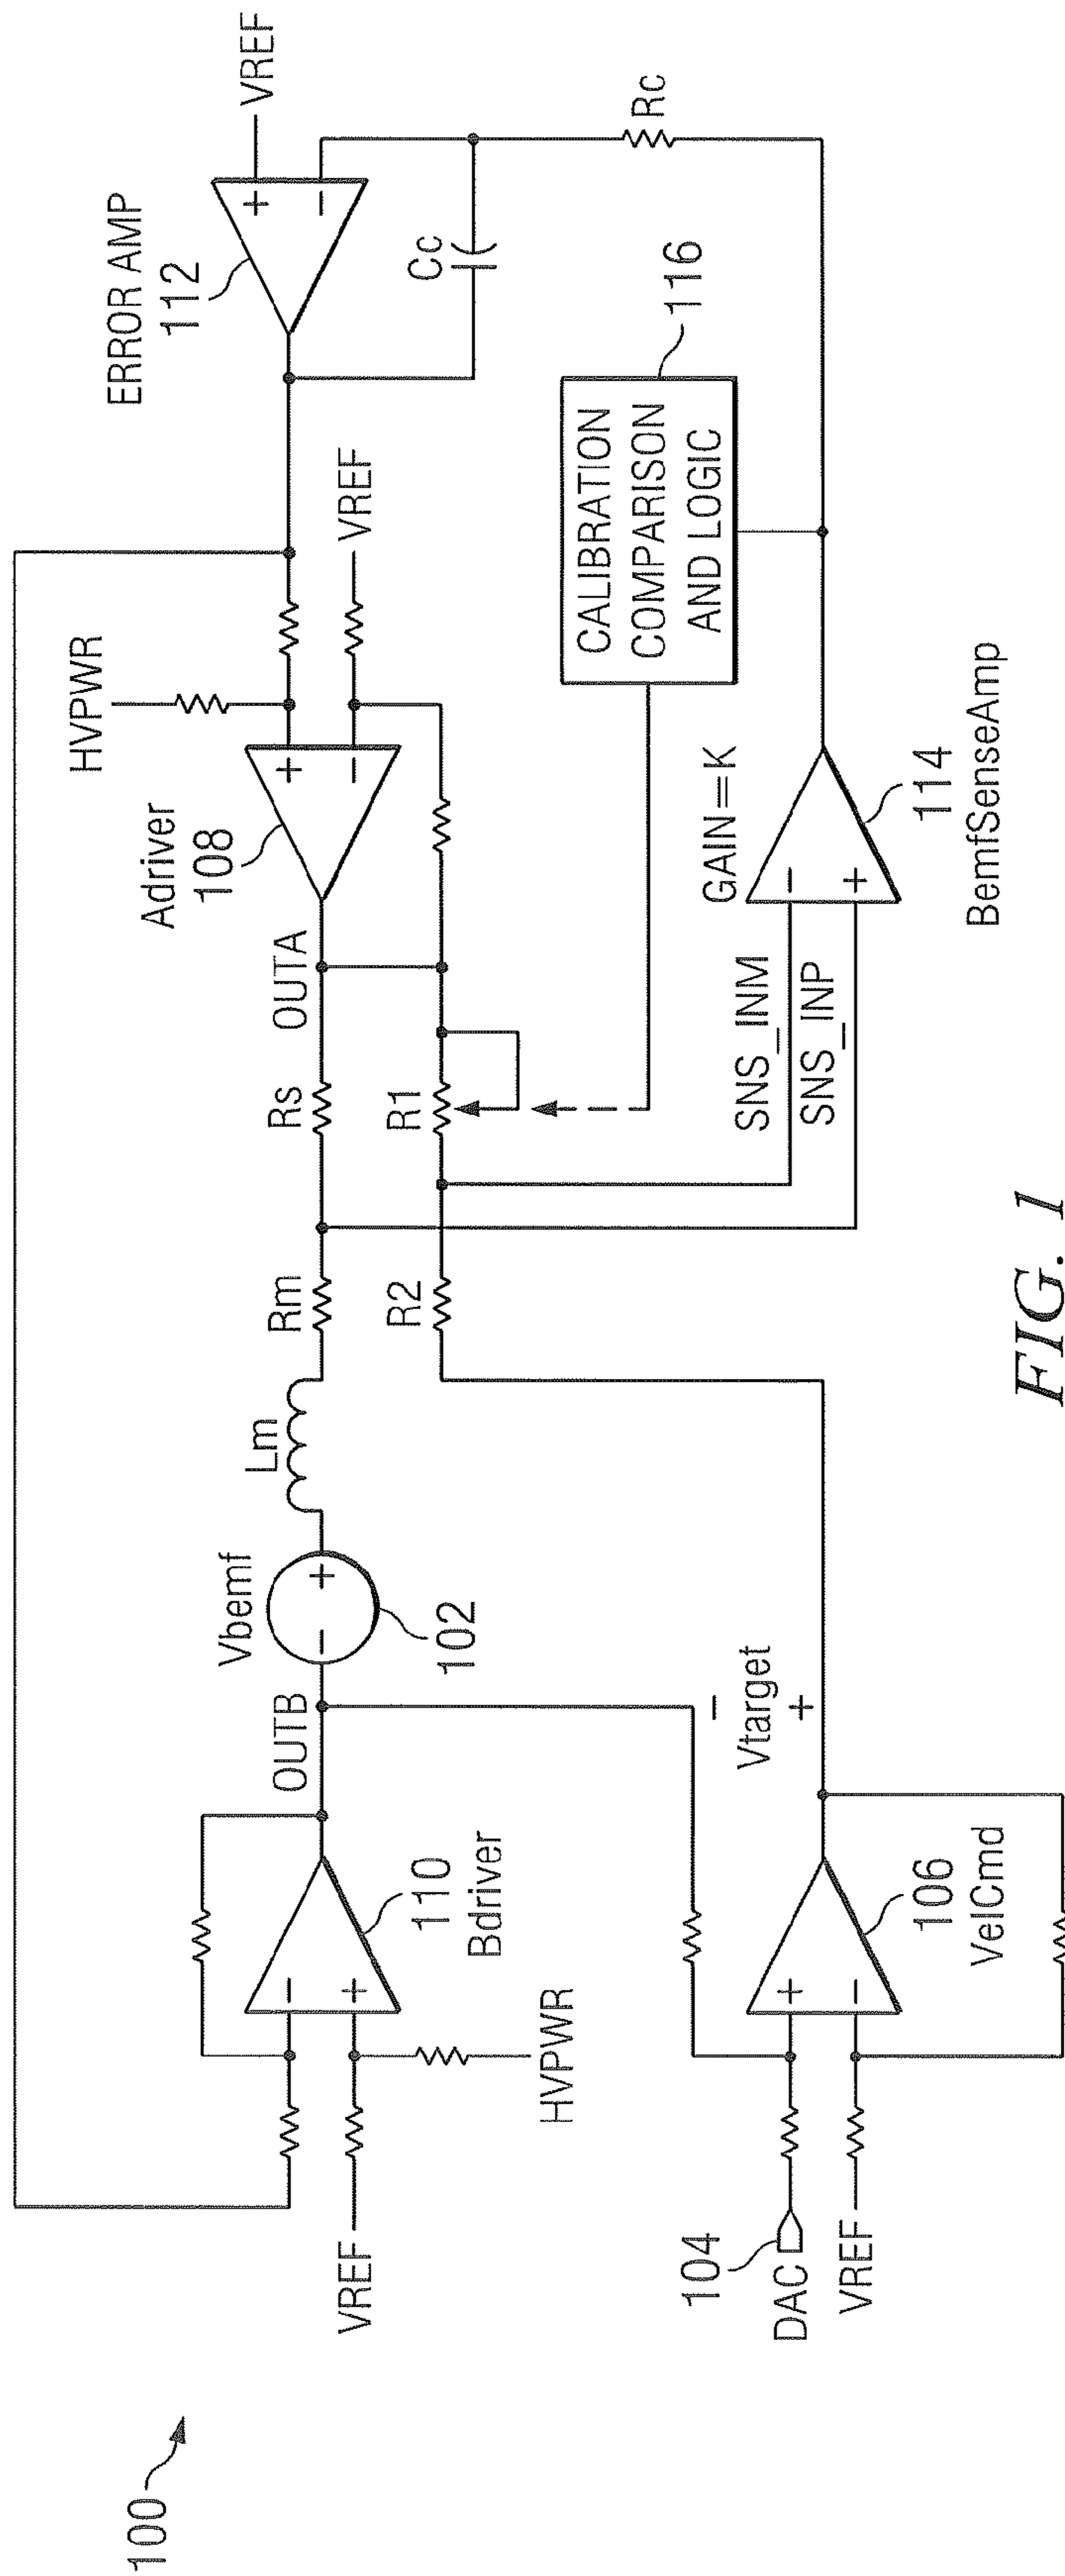 100
VREF
HVPWR
110
Bdriver
OUTB
Vbemf
102
Lm
Rm
Rs
OUTA
Adriver
108
HVPWR
VREF
ERROR AMP
112
VREF
+
−
+
−
−
+
−
+
Cc
Rc
R2
R1
CALIBRATION
COMPARISON
AND LOGIC
116
104
DAC
VREF
+
−
106
VelCmd
−
Vtarget
+
SNS_INM
SNS_INP
GAIN=K
−
+
114
BemfSenseAmp
FIG. 1